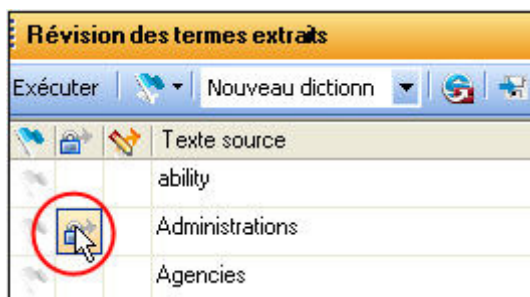 Révision des termes extraits
Exécuter Nouveau dictionn
Texte source
ability
Administrations
Agencies